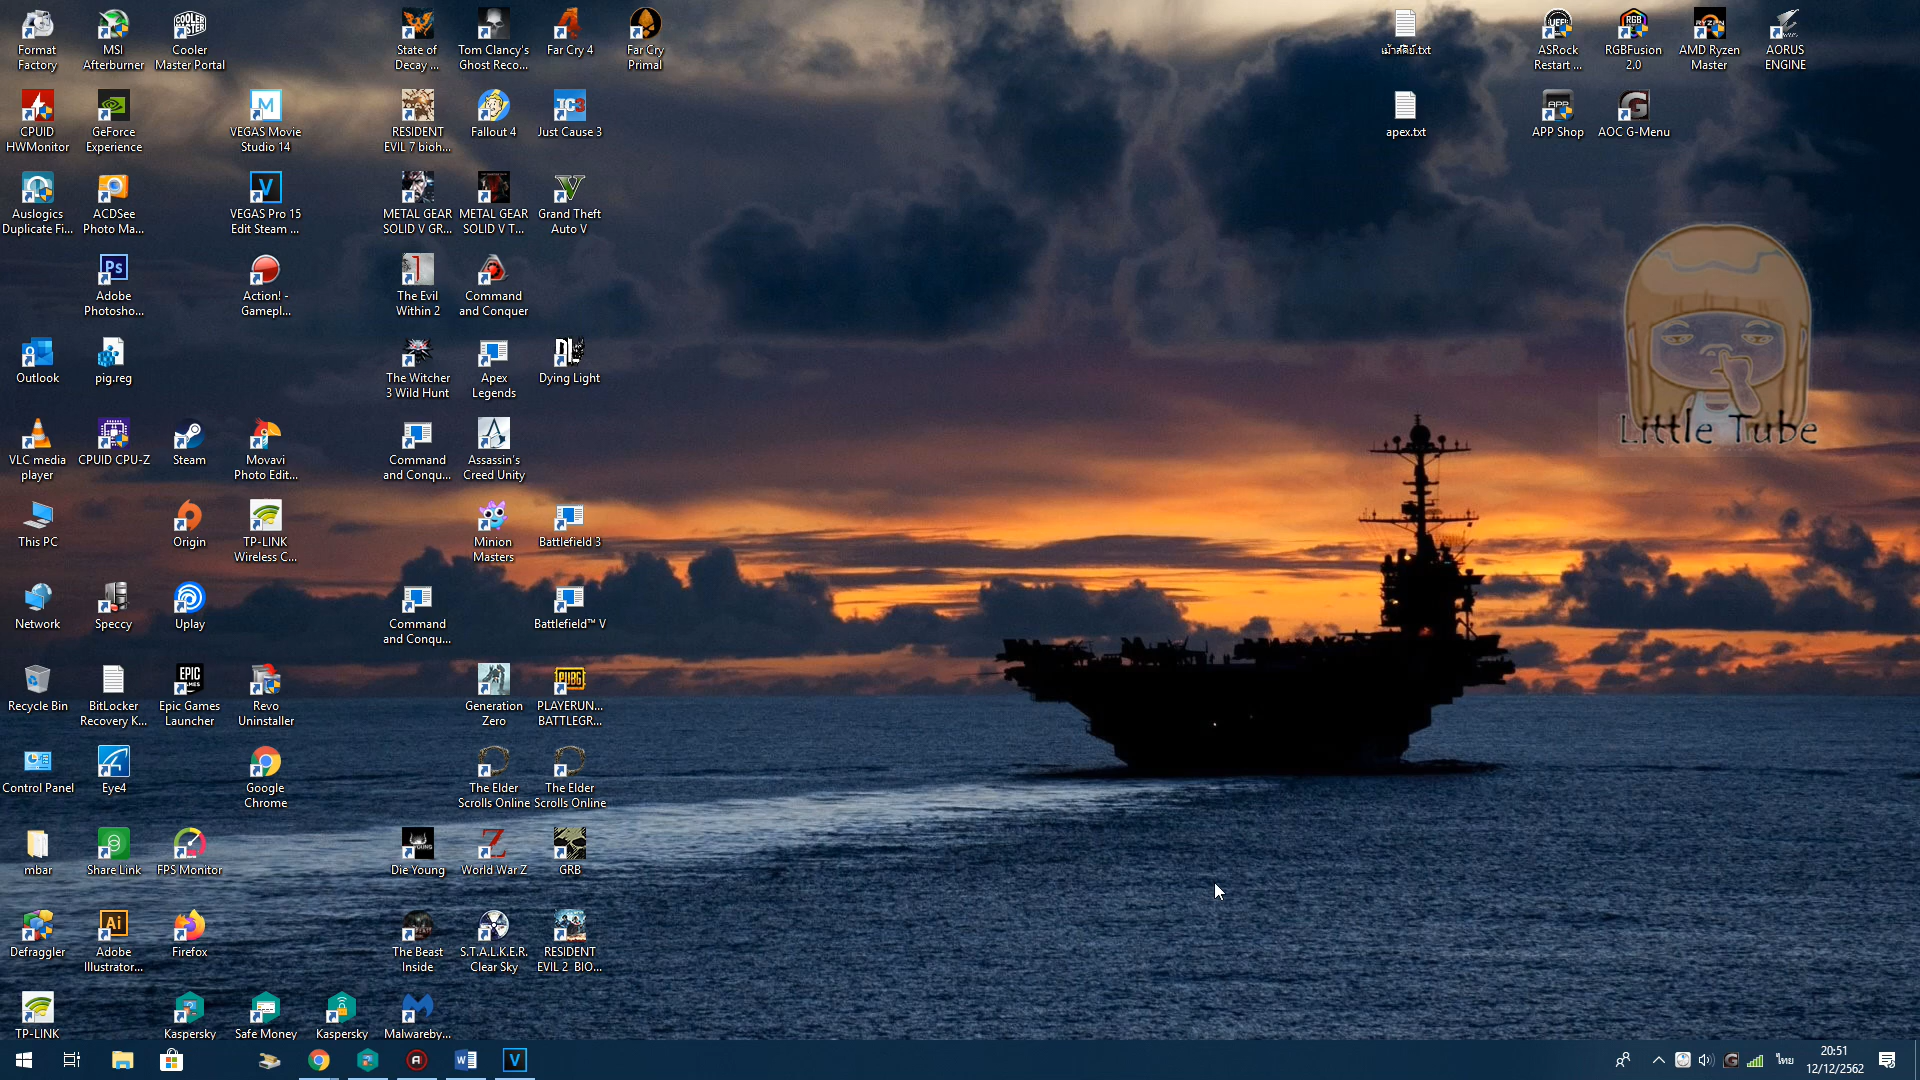 Format
Factory
MSI
Afterburner
COOLER
MASTER
Cooler
Master Portal
State of
Decay ...
Tom Clancy's
Ghost Reco...
Far Cry 4
Far Cry
Primal
ASRock
Restart ...
RGBFusion
2.0
AMD Ryzen
Master
AORUS
ENGINE
CPUID
HWMonitor
GeForce
Experience
VEGAS Movie
Studio 14
RESIDENT
EVIL 7 bioh...
Fallout 4
Just Cause 3
apex.txt
APP Shop
AOC G-Menu
Auslogics
Duplicate Fi...
ACDSee
Photo Ma...
VEGAS Pro 15
Edit Steam ...
METAL GEAR
SOLID V GR...
METAL GEAR
SOLID V T...
Grand Theft
Auto V
Ps
Adobe
Photosho...
Action! -
Gamepl...
The Evil
Within 2
Command
and Conquer
Outlook
pig.reg
The Witcher
3 Wild Hunt
Apex
Legends
Dying Light
Little Tube
VLC media
player
CPUID CPU-Z
Steam
Movavi
Photo Edit...
Command
and Conqu...
Assassin's
Creed Unity
This PC
Origin
TP-LINK
Wireless C...
Minion
Masters
Battlefield 3
Network
Speccy
Uplay
Command
and Conqu...
Battlefield™ V
Recycle Bin
BitLocker
Recovery K...
EPIC
GAMES
Epic Games
Launcher
Revo
Uninstaller
Generation
Zero
PUBG
PLAYERUN...
BATTLEGR...
Control Panel
Eye4
Google
Chrome
The Elder
Scrolls Online
The Elder
Scrolls Online
mbar
Share Link
FPS Monitor
Die Young
World War Z
GRB
Defraggler
Ai
Adobe
Illustrator...
Firefox
The Beast
Inside
S.T.A.L.K.E.R.
Clear Sky
RESIDENT
EVIL 2 BIO...
TP-LINK
Kaspersky
Safe Money
Kaspersky
Malwareby...
ไทย
20:51
12/12/2562